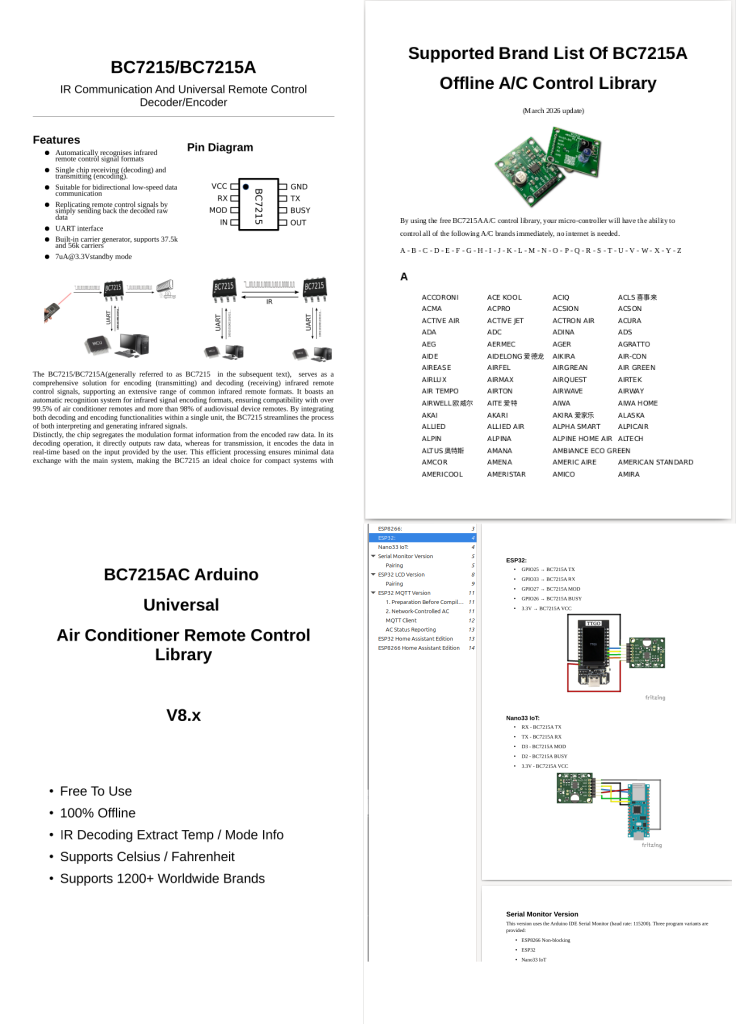 BC7215/BC7215A
IR Communication And Universal Remote Control
Decoder/Encoder
Features
Automatically recognises infrared
remote control signal formats
Single chip receiving (decoding) and
transmitting (encoding).
Suitable for bidirectional low-speed data
communication
Replicating remote control signals by
simply sending back the decoded raw
data
UART interface
Built-in carrier generator, supports 37.5k
and 56k carriers
7uA@3.3Vstandby mode
Pin Diagram
VCC
RX
MOD
IN
BC7215
GND
TX
BUSY
OUT
BC7215
UART
MCU
BC7215
IR
BC7215
UART
UART
MCU
MCU
The BC7215/BC7215A(generally referred to as BC7215 in the subsequent text), serves as a
comprehensive solution for encoding (transmitting) and decoding (receiving) infrared remote
control signals, supporting an extensive range of common infrared remote formats. It boasts an
automatic recognition system for infrared signal encoding formats, ensuring compatibility with over
99.5% of air conditioner remotes and more than 98% of audiovisual device remotes. By integrating
both decoding and encoding functionalities within a single unit, the BC7215 streamlines the process
of both interpreting and generating infrared signals.
Distinctly, the chip segregates the modulation format information from the encoded raw data. In its
decoding operation, it directly outputs raw data, whereas for transmission, it encodes the data in
real-time based on the input provided by the user. This efficient processing ensures minimal data
exchange with the main system, making the BC7215 an ideal choice for compact systems with
Supported Brand List Of BC7215A
Offline A/C Control Library
(March 2026 update)
By using the free BC7215AA/C control library, your micro-controller will have the ability to
control all of the following A/C brands immediately, no internet is needed.
A - B - C - D - E - F - G - H - I - J - K - L - M - N - O - P - Q - R - S - T - U - V - W - X - Y - Z
A
ACCORONI ACE KOOL ACIQ ACLS 喜事来
ACMA ACPRO ACSION ACSON
ACTIVE AIR ACTIVE JET ACTRON AIR ACURA
ADA ADC ADINA ADS
AEG AERMEC AGER AGRATTO
AIDE AIDELONG 爱德龙 AIKIRA AIR-CON
AIREASE AIRFEL AIRGREAN AIR GREEN
AIRLUX AIRMAX AIRQUEST AIRTEK
AIR TEMPO AIRTON AIRWAVE AIRWAY
AIRWELL 欧威尔 AITE 爱特 AIWA AIWA HOME
AKAI AKARI AKIRA 爱家乐 ALASKA
ALLIED ALLIED AIR ALPHA SMART ALPICAIR
ALPIN ALPINA ALPINE HOME AIR ALTECH
ALTUS 奥特斯 AMANA AMBIANCE ECO GREEN
AMCOR AMENA AMERIC AIRE AMERICAN STANDARD
AMERICOOL AMERISTAR AMICO AMIRA
BC7215AC Arduino
Universal
Air Conditioner Remote Control
Library
V8.x
• Free To Use
• 100% Offline
• IR Decoding Extract Temp / Mode Info
• Supports Celsius / Fahrenheit
• Supports 1200+ Worldwide Brands
ESP8266: 3
ESP32: 4
Nano33 IoT: 4
Serial Monitor Version 5
Pairing 5
ESP32 LCD Version 8
Pairing 9
ESP32 MQTT Version 11
1. Preparation Before Compil... 11
2. Network-Controlled AC 11
MQTT Client 12
AC Status Reporting 13
ESP32 Home Assistant Edition 13
ESP8266 Home Assistant Edition 14
ESP32:
• GPIO25 → BC7215A TX
• GPIO33 → BC7215A RX
• GPIO27 → BC7215A MOD
• GPIO26 → BC7215A BUSY
• 3.3V → BC7215A VCC
fritzing
Nano33 IoT:
• RX - BC7215A TX
• TX - BC7215A RX
• D3 - BC7215A MOD
• D2 - BC7215A BUSY
• 3.3V - BC7215A VCC
fritzing
Serial Monitor Version
This version uses the Arduino IDE Serial Monitor (baud rate: 115200). Three program variants are
provided:
• ESP8266 Non-blocking
• ESP32
• Nano33 IoT